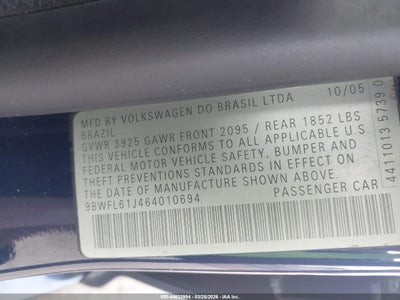 MFD BY VOLKSWAGEN DO BRASIL LTDA 10/05
BRAZIL
GVWR 3925 GAWR FRONT 2095 / REAR 1852 LBS
THIS VEHICLE CONFORMS TO ALL APPLICABLE U.S.
FEDERAL MOTOR VEHICLE SAFETY, BUMPER AND
THEFT PREVENTION STANDARDS IN EFFECT ON
THE DATE OF MANUFACTURE SHOWN ABOVE.
9BWFL61J464010694 PASSENGER CAR
4411013 5739 0